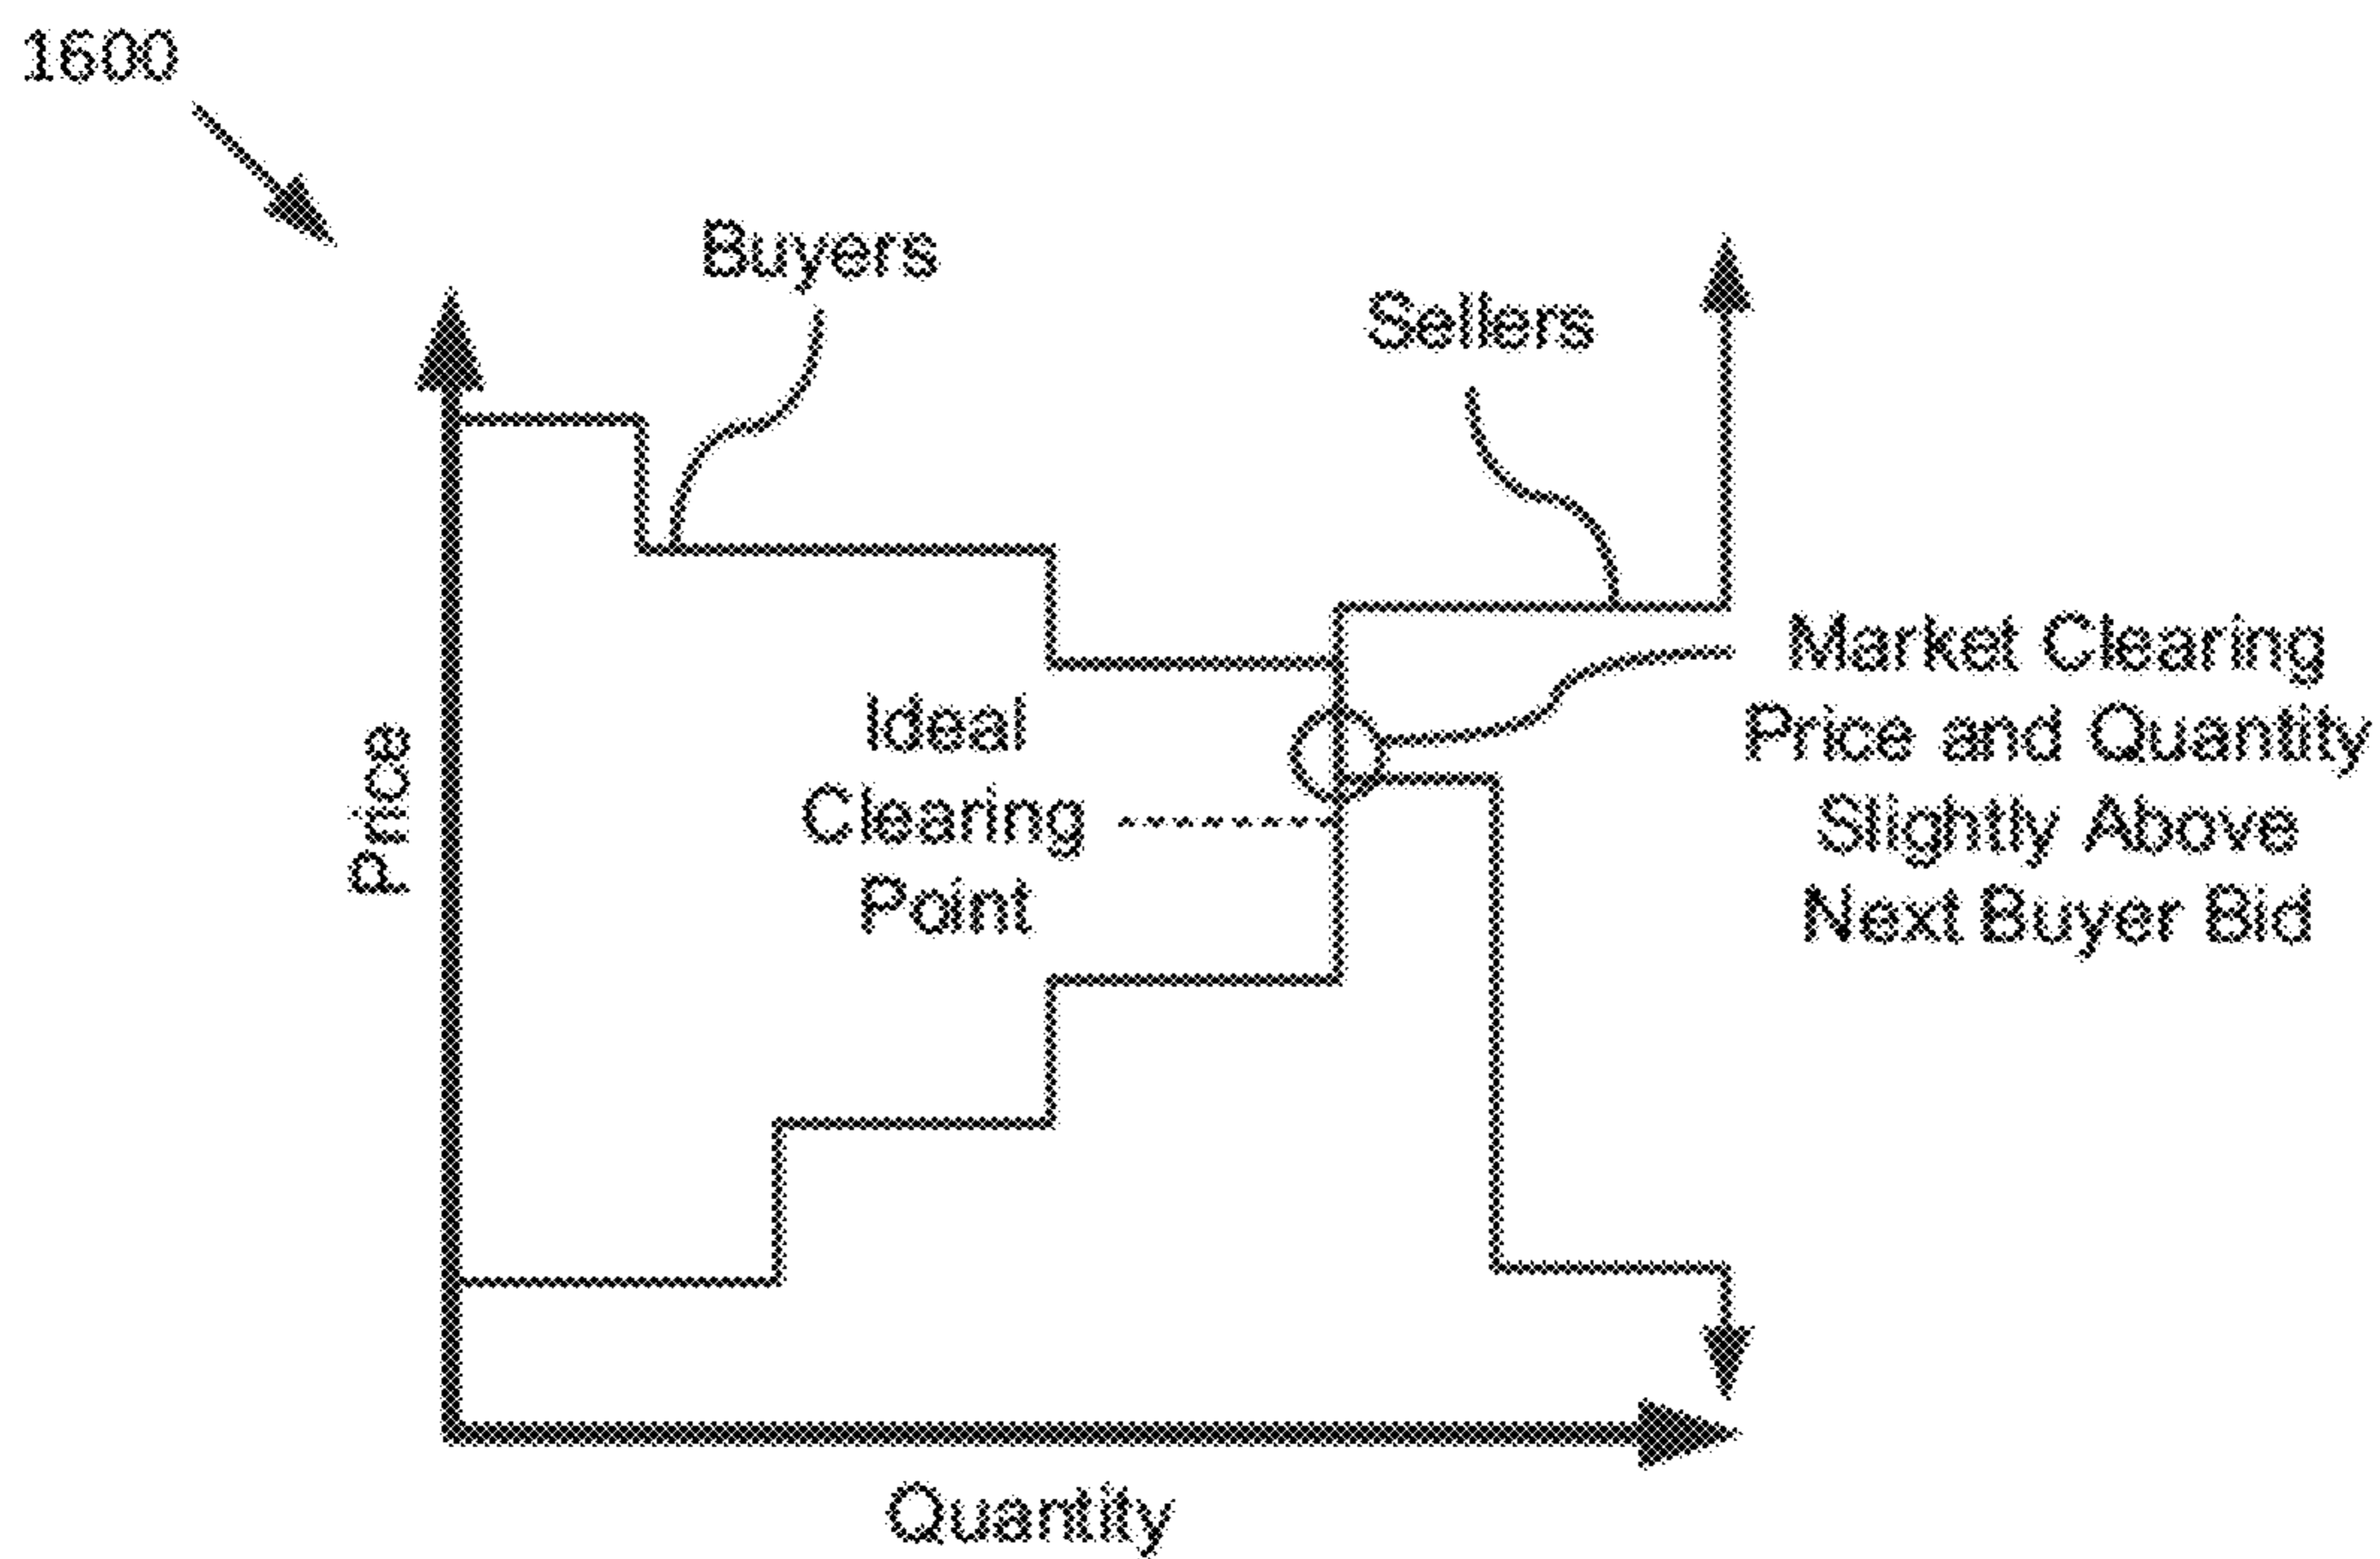 1600
Buyers
Sellers
Market Clearing
Price and Quantity
Slightly Above
Next Buyer Bid
Ideal
Clearing
Point
Price
Quantity